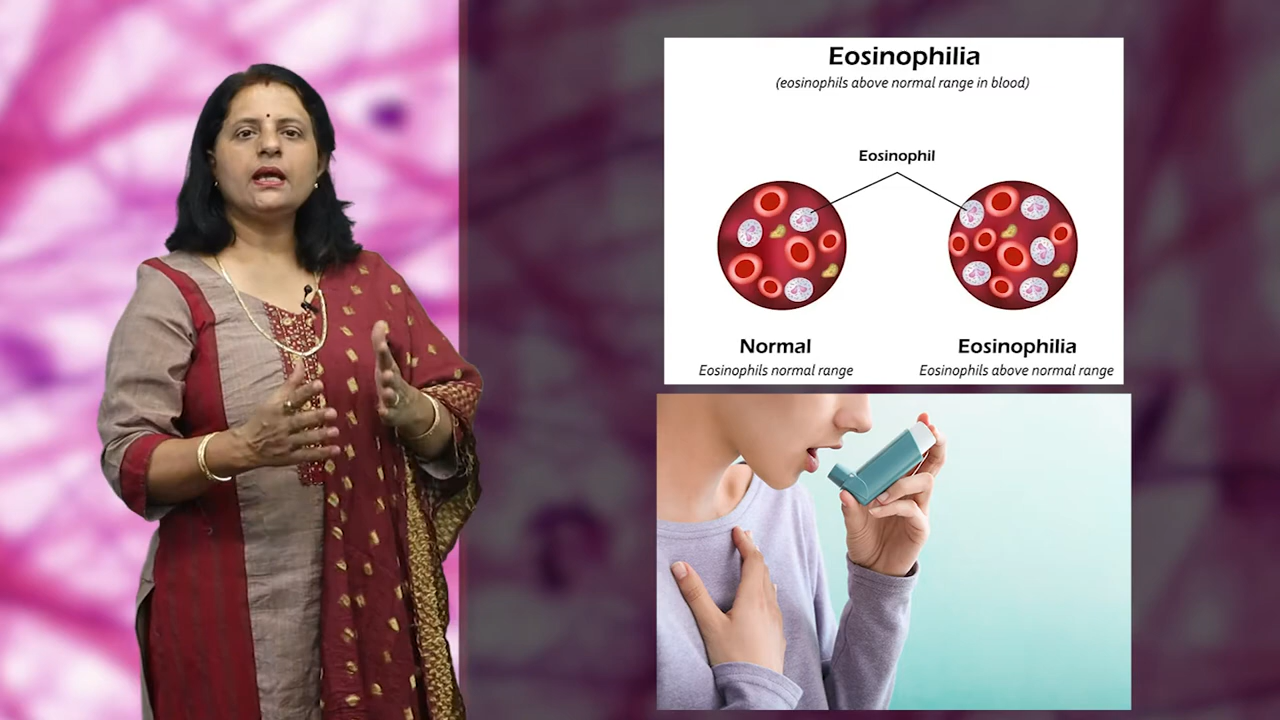 Eosinophilia
(eosinophils above normal range in blood)
Eosinophil
Normal
Eosinophils normal range
Eosinophilia
Eosinophils above normal range